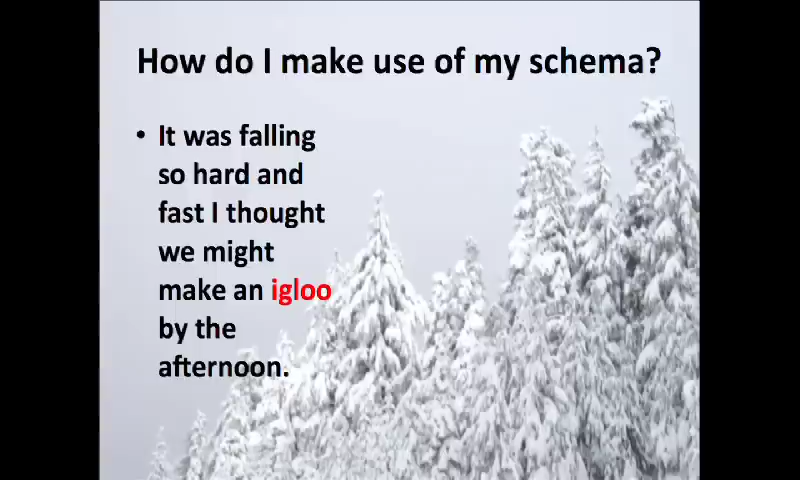 How do I make use of my schema?
• It was falling
so hard and
fast I thought
we might
make an igloo
by the
afternoon.